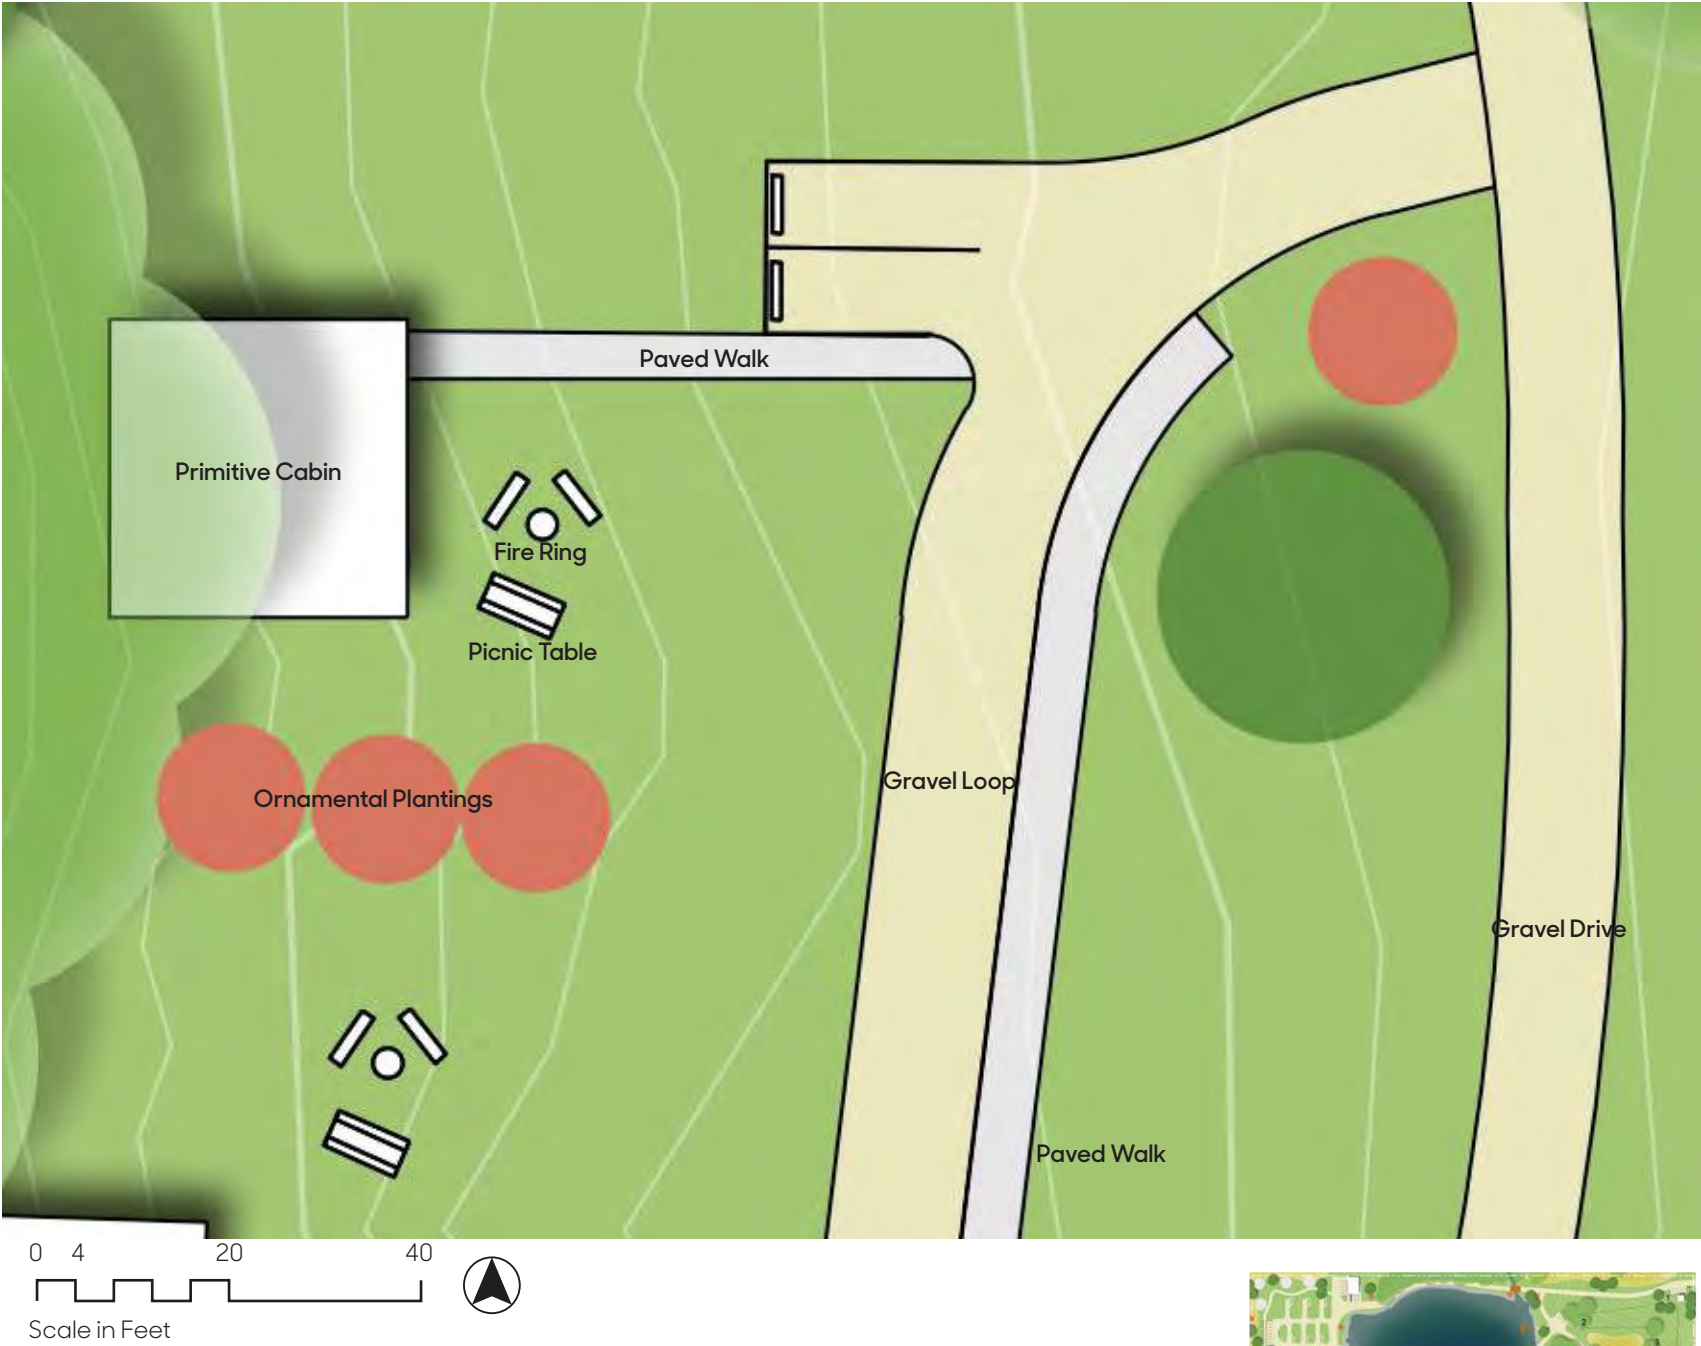 Paved Walk
Primitive Cabin
Fire Ring
Picnic Table
Gravel Loop
Ornamental Plantings
Gravel Drive
Paved Walk
0 4 20 40
Scale in Feet
2